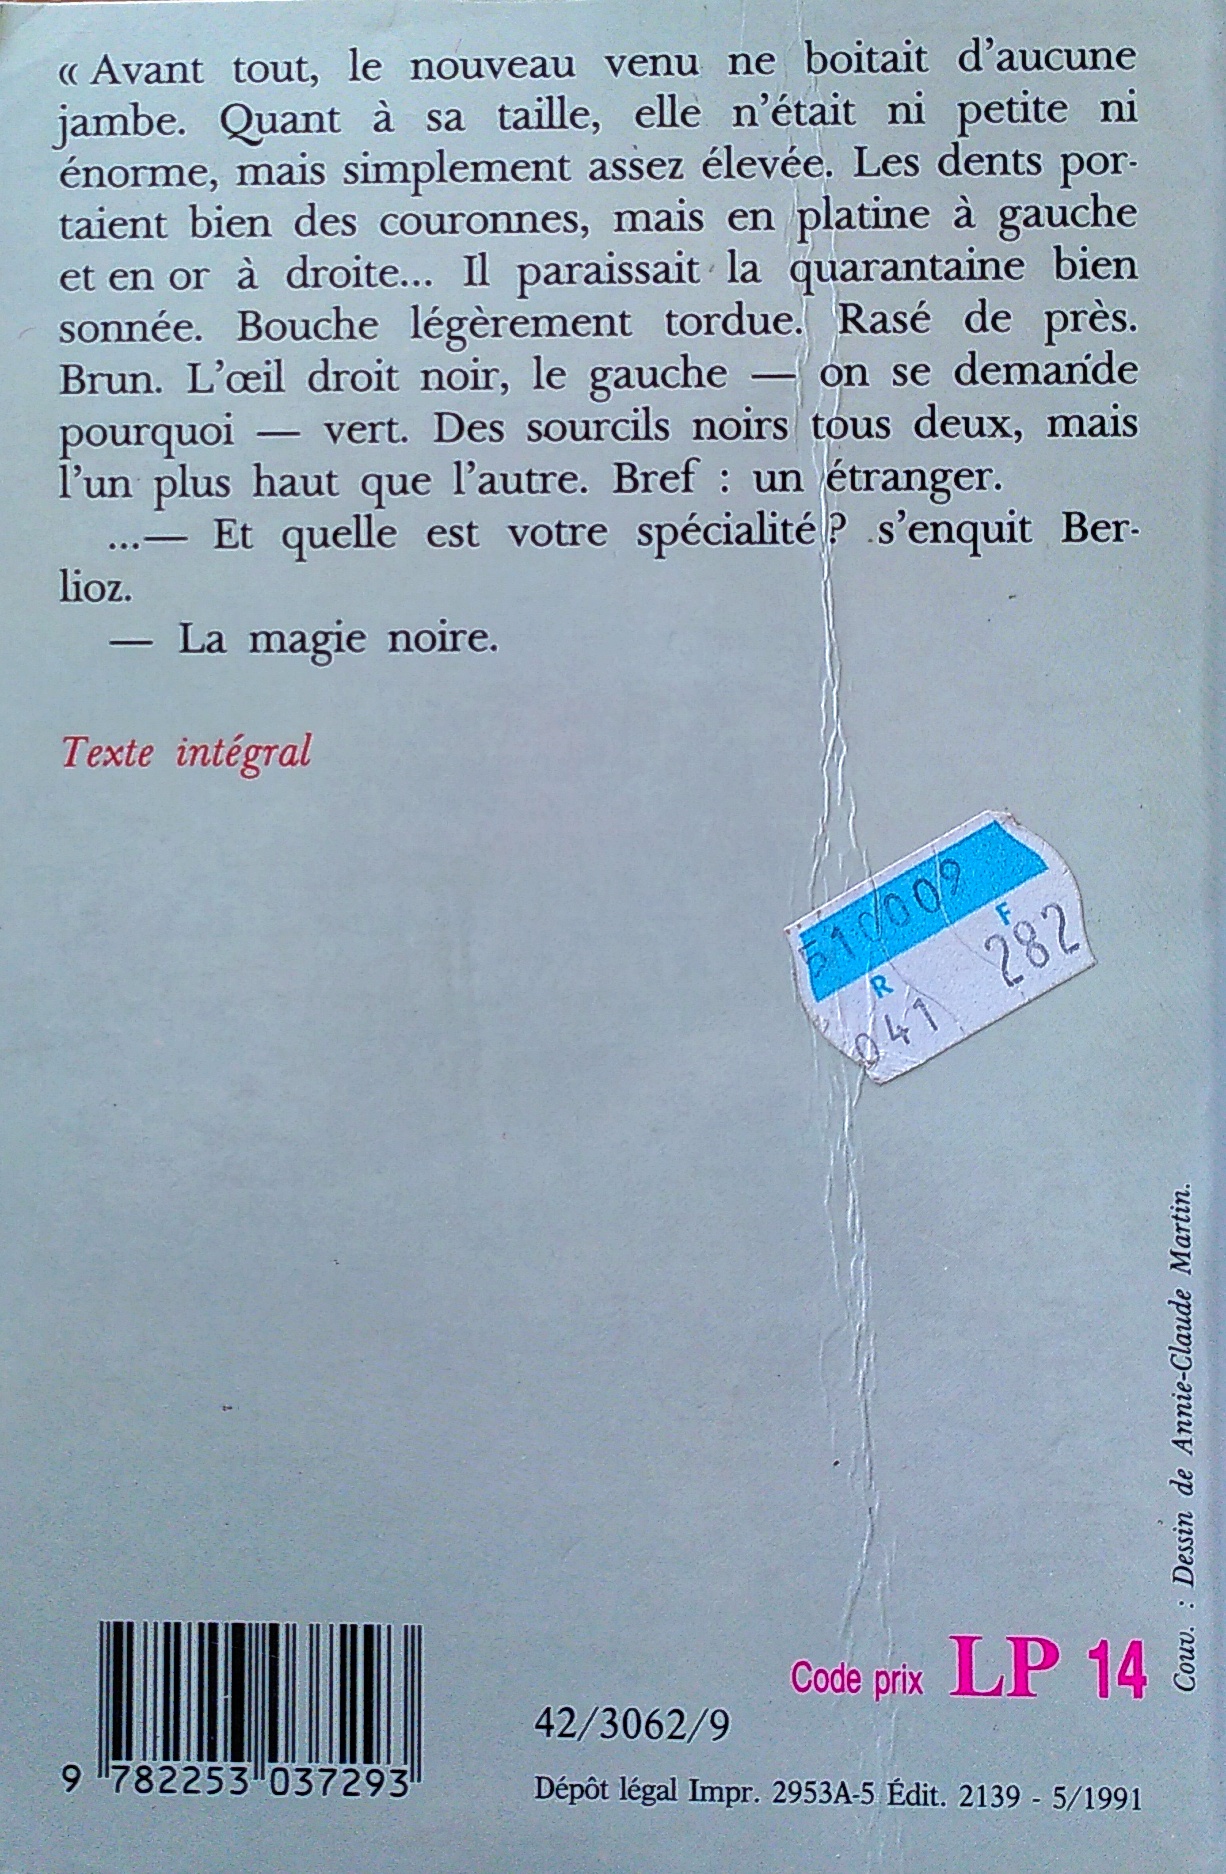 « Avant tout, le nouveau venu ne boitait d'aucune
jambe. Quant à sa taille, elle n'était ni petite ni
énorme, mais simplement assez élevée. Les dents por-
taient bien des couronnes, mais en platine à gauche
et en or à droite... Il paraissait la quarantaine bien
sonnée. Bouche légèrement tordue. Rasé de près.
Brun. L'œil droit noir, le gauche — on se demande
pourquoi — vert. Des sourcils noirs tous deux, mais
l'un plus haut que l'autre. Bref : un étranger.
...— Et quelle est votre spécialité ? s'enquit Ber-
lioz.
— La magie noire.
Texte intégral
510009
R F
041 282
Couv. : Dessin de Annie-Claude Martin.
Code prix LP 14
42/3062/9
9 782253 037293
Dépôt légal Impr. 2953A-5 Édit. 2139 - 5/1991